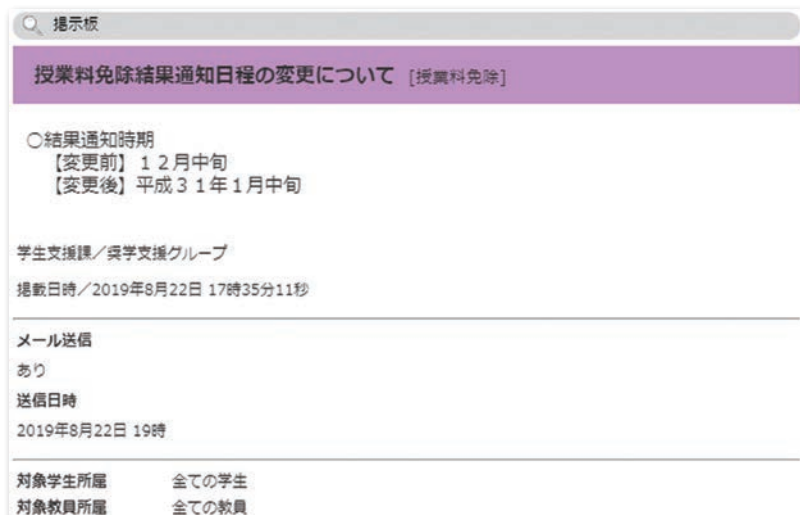 掲示板
授業料免除結果通知日程の変更について [授業料免除]
○結果通知時期
【変更前】１２月中旬
【変更後】平成３１年１月中旬
学生支援課／奨学支援グループ
掲載日時／2019年8月22日 17時35分11秒
メール送信
あり
送信日時
2019年8月22日 19時
対象学生所属 全ての学生
対象教員所属 全ての教員